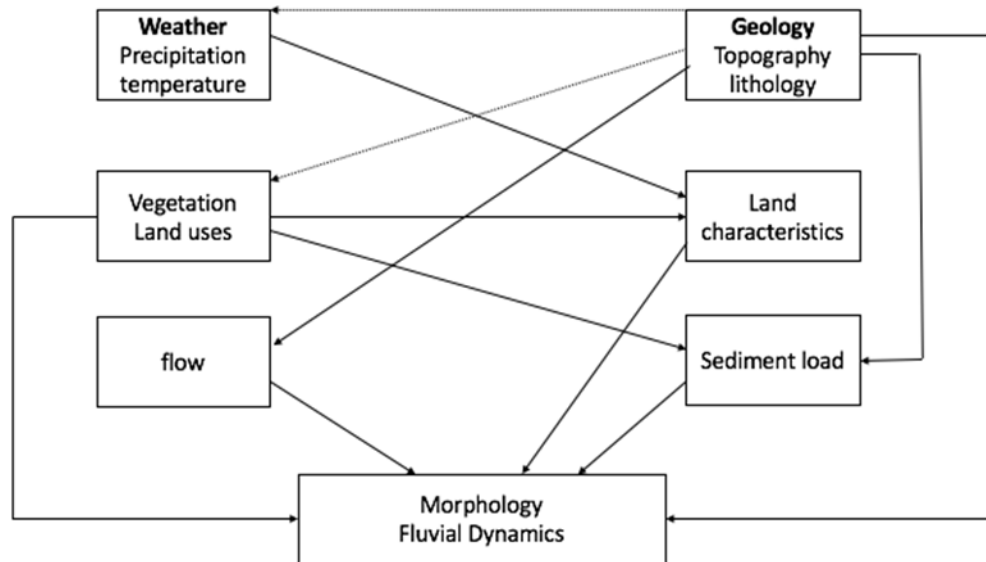 Weather
Precipitation
temperature
Geology
Topography
lithology
Vegetation
Land uses
Land
characteristics
flow
Sediment load
Morphology
Fluvial Dynamics